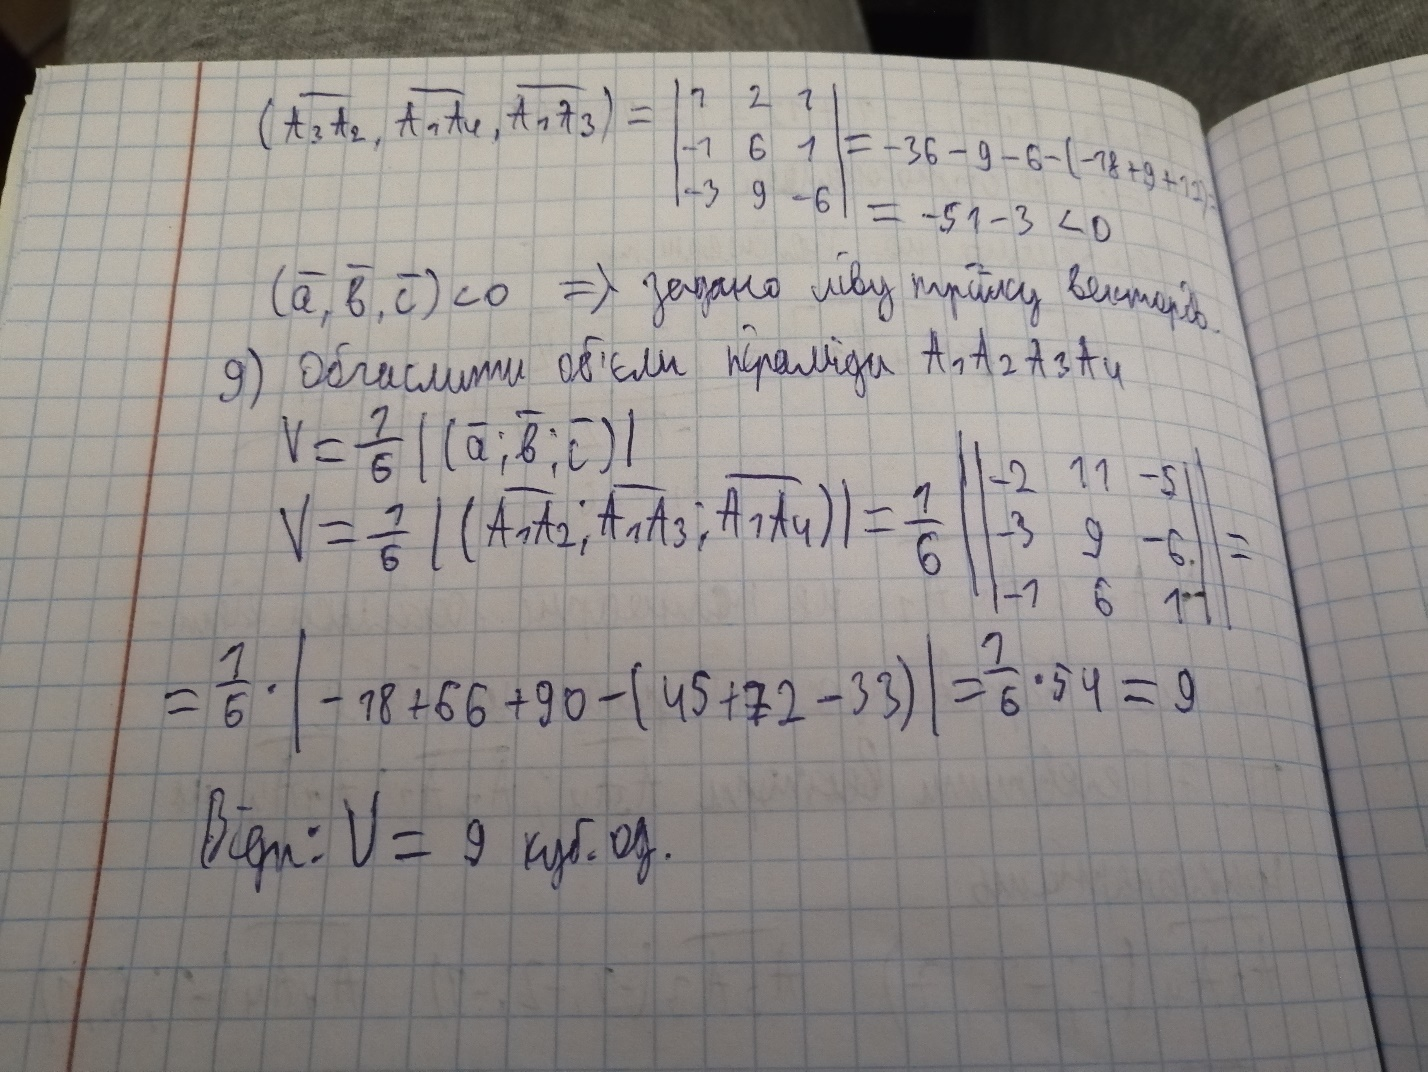 (A₃A₂, A₁A₄, A₁A₃) = | 1 2 1 |
| -1 6 1 | = -36 - 9 - 6 - (-18 + 9 + 12) =
| -3 9 -6 | = -51 - 3 < 0
(a̅, b̅, c̅) < 0 => задано ліву трійку векторів.
9) Обчислити об'єм піраміди A₁A₂A₃A₄
V = 1/6 |(a̅; b̅; c̅)|
V = 1/6 |(A₁A₂; A₁A₃; A₁A₄)| = 1/6 || -2 11 -5 ||
|| -3 9 -6 || =
|| -1 6 1 ||
= 1/6 · | -18 + 66 + 90 - (45 + 72 - 33) | = 1/6 · 54 = 9
Відп: V = 9 куб. од.